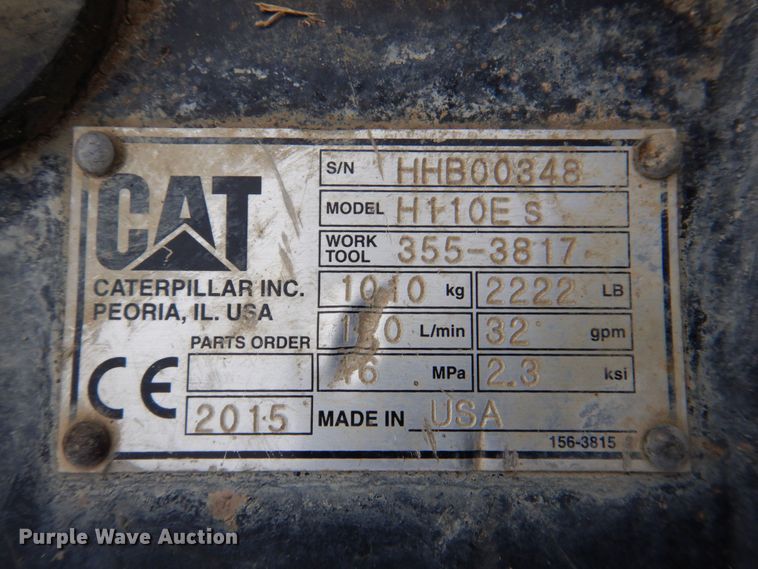 CAT
CATERPILLAR INC.
PEORIA, IL. USA
S/N HHB00348
MODEL H110E S
WORK TOOL 355-3817
1010 kg 2222 LB
L/min 32 gpm
PARTS ORDER
16 MPa 2.3 ksi
CE
2015 MADE IN USA
156-3815
Purple Wave Auction